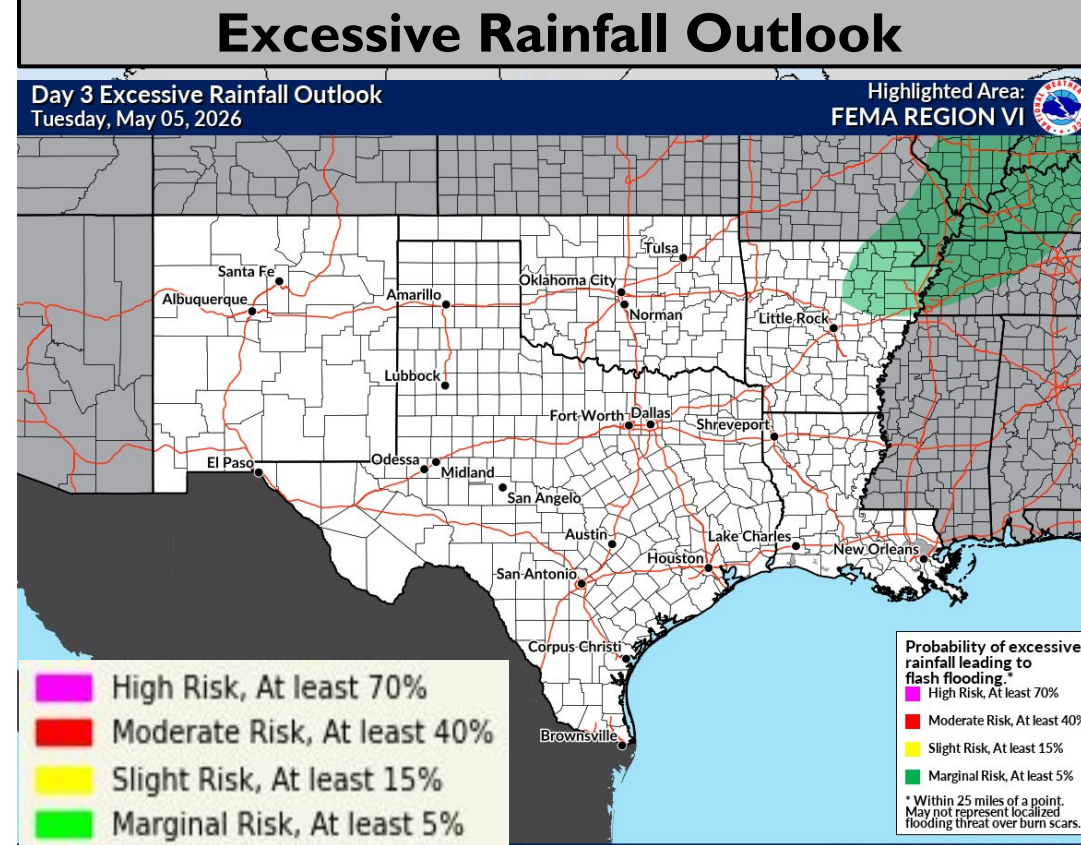 Excessive Rainfall Outlook
Day 3 Excessive Rainfall Outlook
Tuesday, May 05, 2026
Highlighted Area:
FEMA REGION VI
NATIONAL WEATHER
Santa Fe
Albuquerque
Amarillo
Lubbock
Tulsa
Oklahoma City
Norman
Little Rock
Fort Worth
Dallas
Shreveport
El Paso
Odessa
Midland
San Angelo
Austin
Lake Charles
New Orleans
Houston
San Antonio
Corpus Christi
Brownsville
High Risk, At least 70%
Moderate Risk, At least 40%
Slight Risk, At least 15%
Marginal Risk, At least 5%
Probability of excessive
rainfall leading to
flash flooding.*
High Risk, At least 70%
Moderate Risk, At least 40%
Slight Risk, At least 15%
Marginal Risk, At least 5%
* Within 25 miles of a point.
May not represent localized
flooding threat over burn scars.